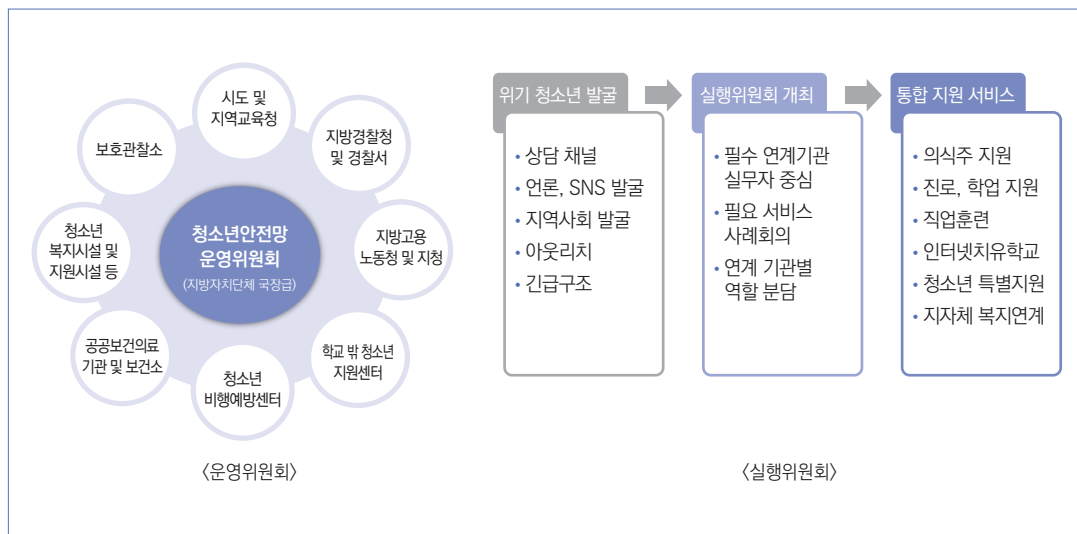 시도 및
지역교육청
지방경찰청
및 경찰서
지방고용
노동청 및 지청
학교 밖 청소년
지원센터
청소년
비행예방센터
공공보건의료
기관 및 보건소
청소년
복지시설 및
지원시설 등
보호관찰소
청소년안전망
운영위원회
(지방자치단체 국장급)
〈운영위원회〉
위기 청소년 발굴
• 상담 채널
• 언론, SNS 발굴
• 지역사회 발굴
• 아웃리치
• 긴급구조
실행위원회 개최
• 필수 연계기관
실무자 중심
• 필요 서비스
사례회의
• 연계 기관별
역할 분담
통합 지원 서비스
• 의식주 지원
• 진로, 학업 지원
• 직업훈련
• 인터넷치유학교
• 청소년 특별지원
• 지자체 복지연계
〈실행위원회〉